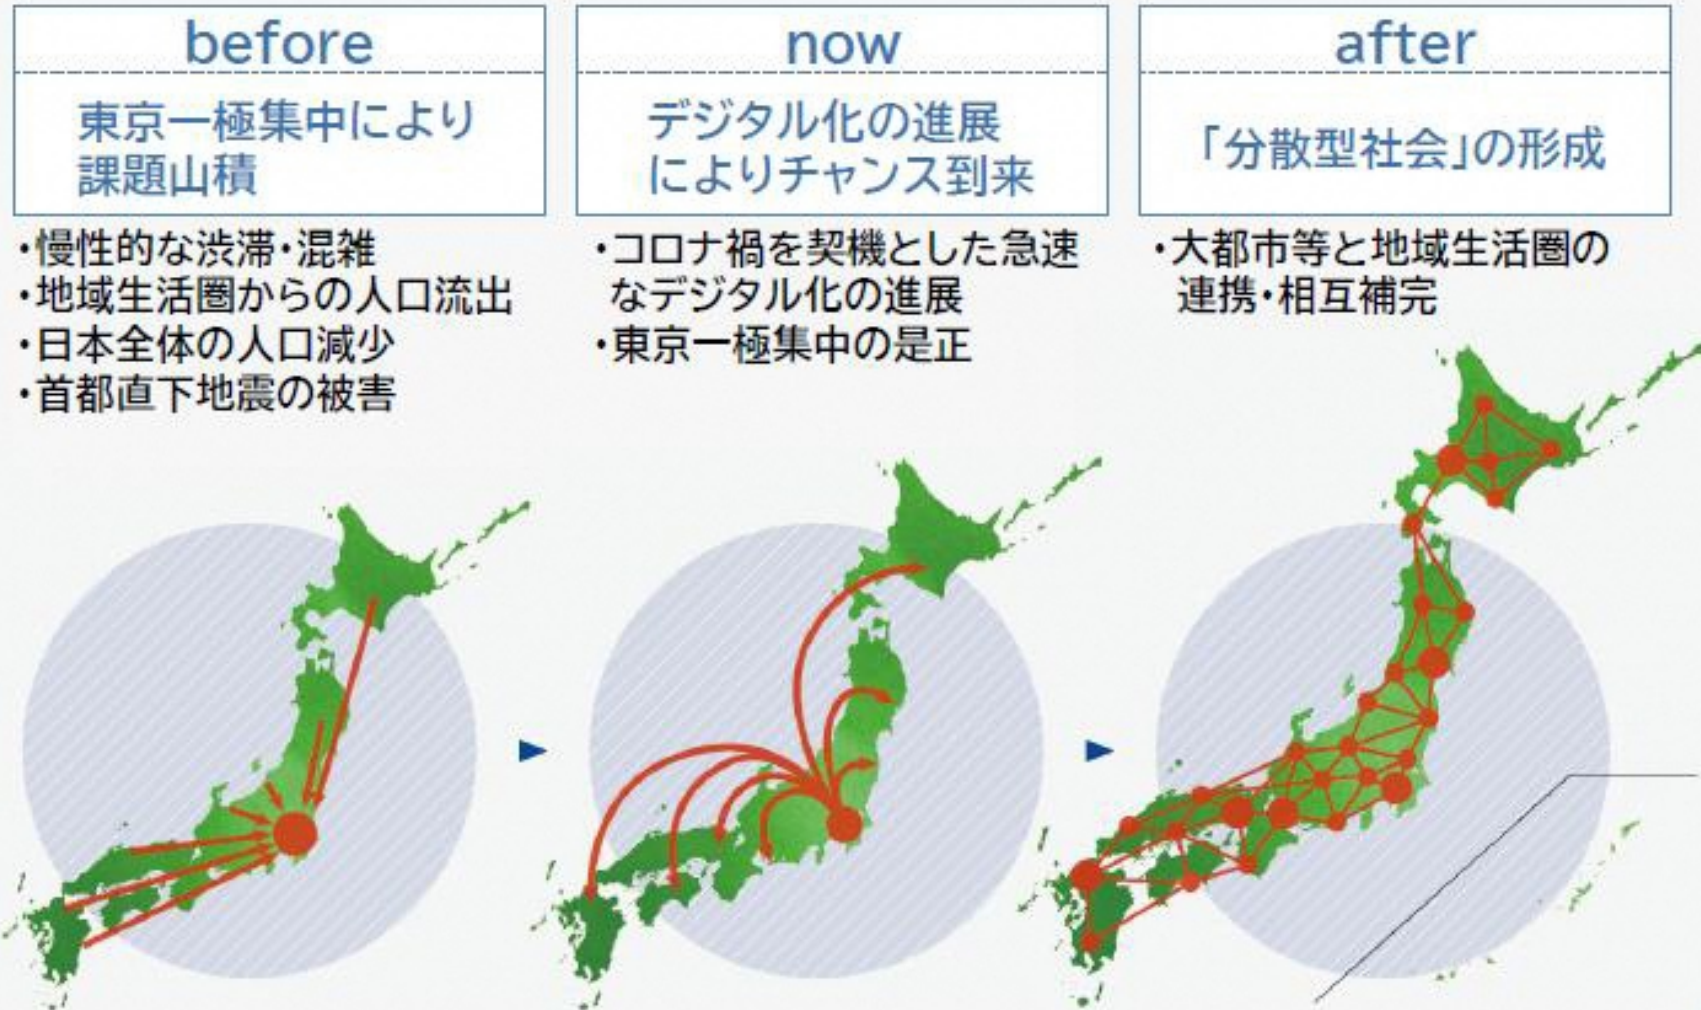 before
東京一極集中により
課題山積
・慢性的な渋滞・混雑
・地域生活圏からの人口流出
・日本全体の人口減少
・首都直下地震の被害
now
デジタル化の進展
によりチャンス到来
・コロナ禍を契機とした急速
なデジタル化の進展
・東京一極集中の是正
after
「分散型社会」の形成
・大都市等と地域生活圏の
連携・相互補完